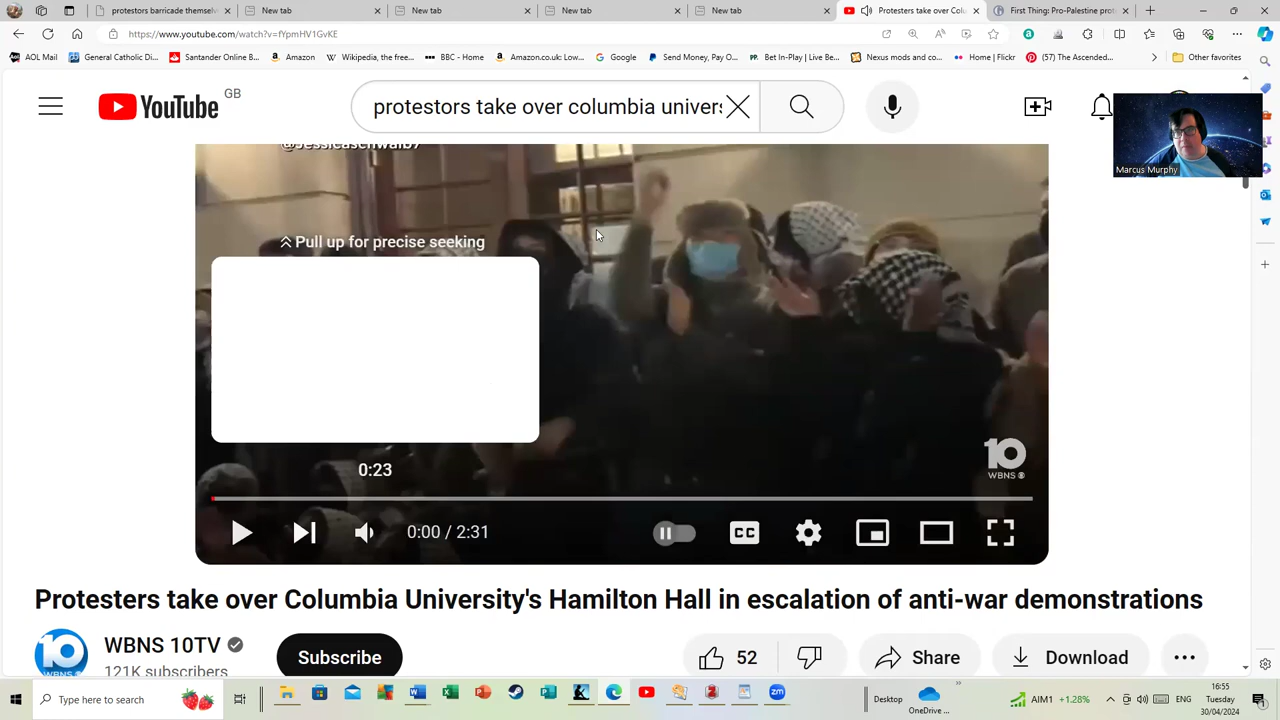 protestors barricade themselv
New tab
New tab
New tab
New tab
Protesters take over Colu
First Thing: Pro-Palestine prot
https://www.youtube.com/watch?v=fYpmHV1GvKE
AOL Mail
General Catholic Di...
Santander Online B...
Amazon
Wikipedia, the free...
BBC - Home
Amazon.co.uk: Low...
Google
Send Money, Pay O...
Bet In-Play | Live Be...
Nexus mods and co...
Home | Flickr
(57) The Ascended...
Other favorites
YouTube GB
protestors take over columbia univers
Marcus Murphy
@Jessicaschwalb7
Pull up for precise seeking
0:23
10
WBNS
0:00 / 2:31
CC
Protesters take over Columbia University's Hamilton Hall in escalation of anti-war demonstrations
10
WBNS
WBNS 10TV
121K subscribers
Subscribe
52
Share
Download
Type here to search
Desktop
OneDrive ...
AIM1 +1.28%
ENG
16:55
Tuesday
30/04/2024